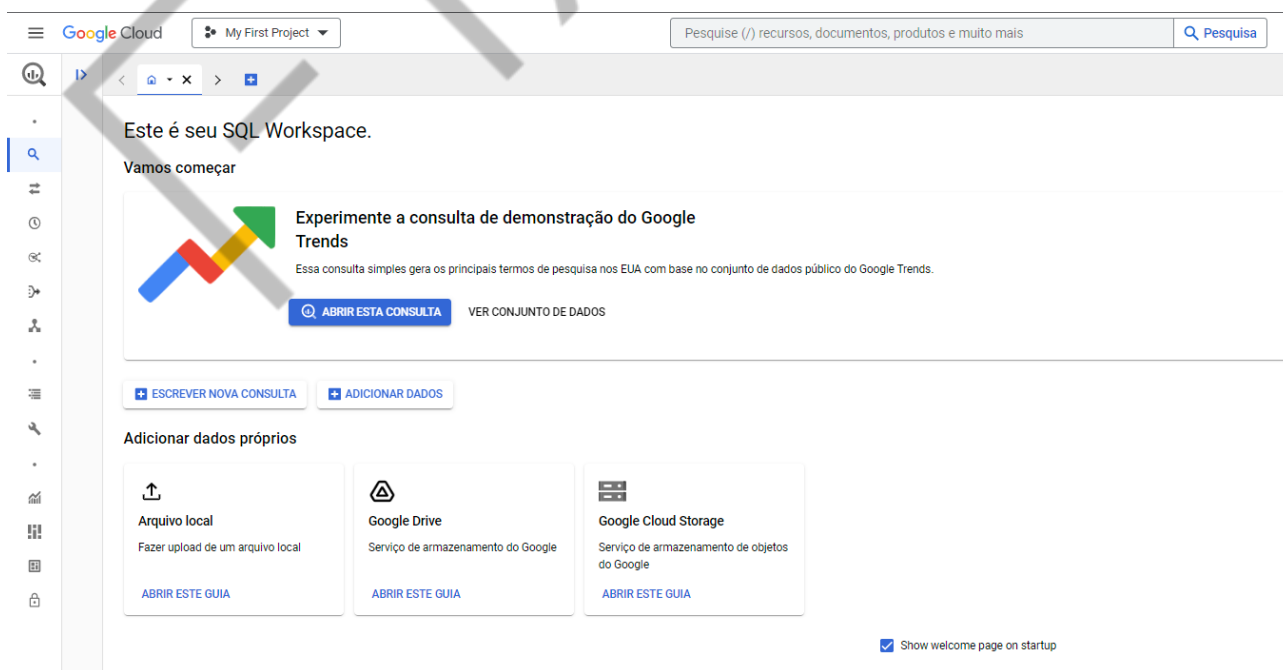 Google Cloud
My First Project
Pesquise (/) recursos, documentos, produtos e muito mais
Pesquisa
Este é seu SQL Workspace.
Vamos começar
Experimente a consulta de demonstração do Google
Trends
Essa consulta simples gera os principais termos de pesquisa nos EUA com base no conjunto de dados público do Google Trends.
ABRIR ESTA CONSULTA
VER CONJUNTO DE DADOS
ESCREVER NOVA CONSULTA
ADICIONAR DADOS
Adicionar dados próprios
Arquivo local
Fazer upload de um arquivo local
ABRIR ESTE GUIA
Google Drive
Serviço de armazenamento do Google
ABRIR ESTE GUIA
Google Cloud Storage
Serviço de armazenamento de objetos
do Google
ABRIR ESTE GUIA
Show welcome page on startup